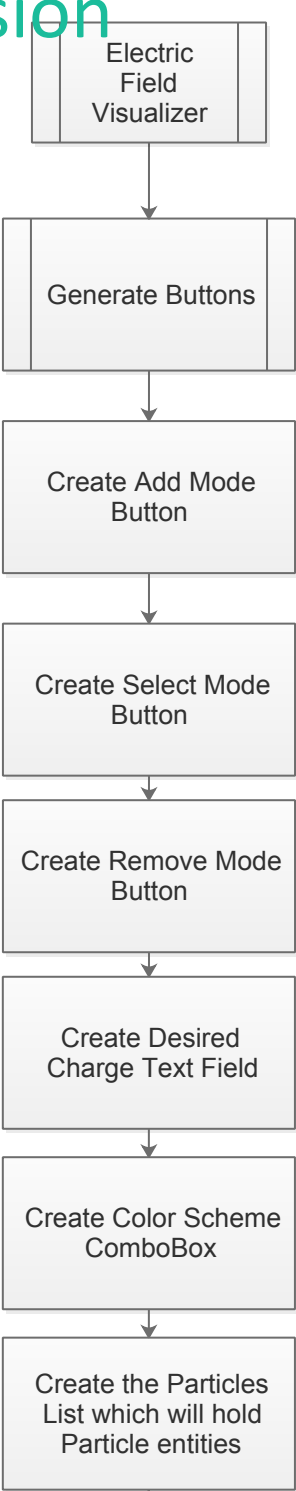 sion
Electric
Field
Visualizer
Generate Buttons
Create Add Mode
Button
Create Select Mode
Button
Create Remove Mode
Button
Create Desired
Charge Text Field
Create Color Scheme
ComboBox
Create the Particles
List which will hold
Particle entities